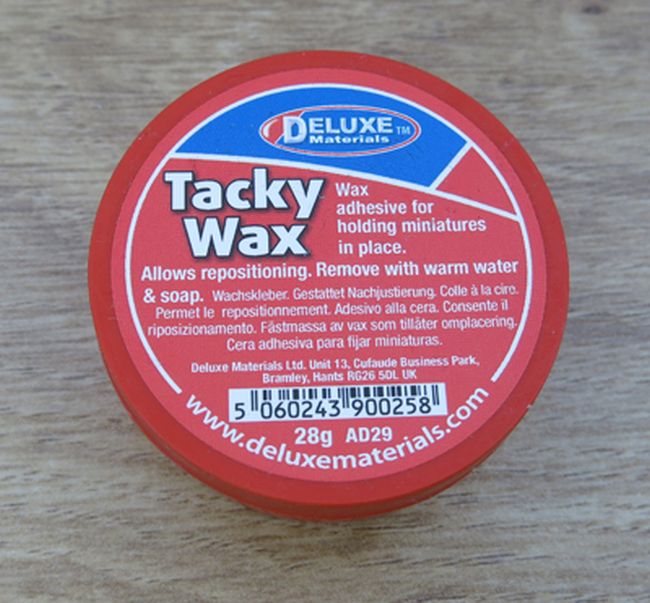 DELUXE TM
Materials
Tacky
Wax
Wax
adhesive for
holding miniatures
in place.
Allows repositioning. Remove with warm water
& soap. Wachskleber. Gestattet Nachjustierung. Colle à la cire.
Permet le repositionnement. Adesivo alla cera. Consente il
riposizionamento. Fästmassa av vax som tillåter omplacering.
Cera adhesiva para fijar miniaturas.
Deluxe Materials Ltd. Unit 13, Cufaude Business Park,
Bramley, Hants RG26 5DL UK
5 060243 900258
28g AD29
www.deluxematerials.com